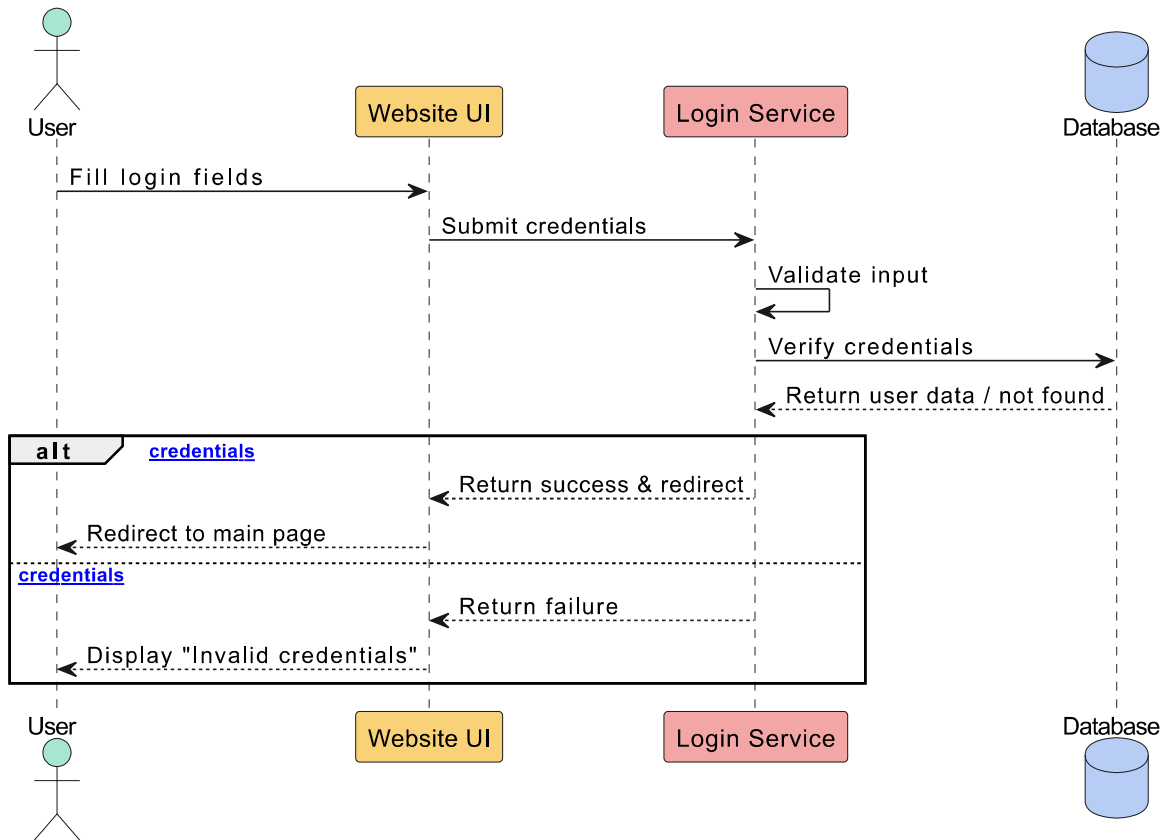 User
Website UI
Login Service
Database
Fill login fields
Submit credentials
Validate input
Verify credentials
Return user data / not found
alt
credentials
Return success & redirect
Redirect to main page
credentials
Return failure
Display "Invalid credentials"
User
Website UI
Login Service
Database